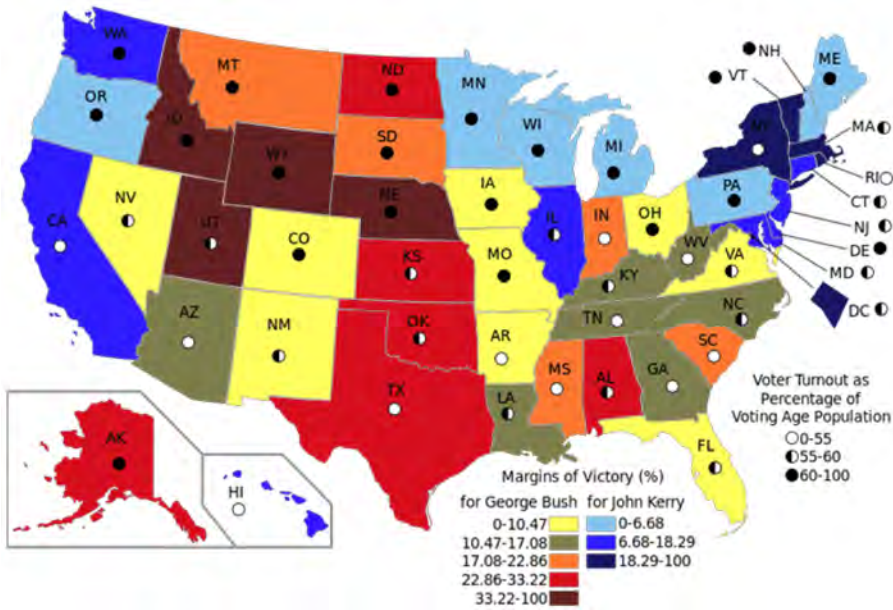 WA
NH
ME
VT
MT
ND
OR
MN
ID
SD
WI
MI
NY
MA
WY
RI
PA
IA
NE
CT
NV
OH
IL
IN
NJ
CA
UT
CO
DE
MO
WV
KS
VA
MD
KY
DC
AZ
NM
OK
TN
NC
AR
SC
MS
AL
GA
TX
LA
FL
AK
HI
Voter Turnout as
Percentage of
Voting Age Population
0-55
55-60
60-100
Margins of Victory (%)
for George Bush for John Kerry
0-10.47 0-6.68
10.47-17.08 6.68-18.29
17.08-22.86 18.29-100
22.86-33.22
33.22-100